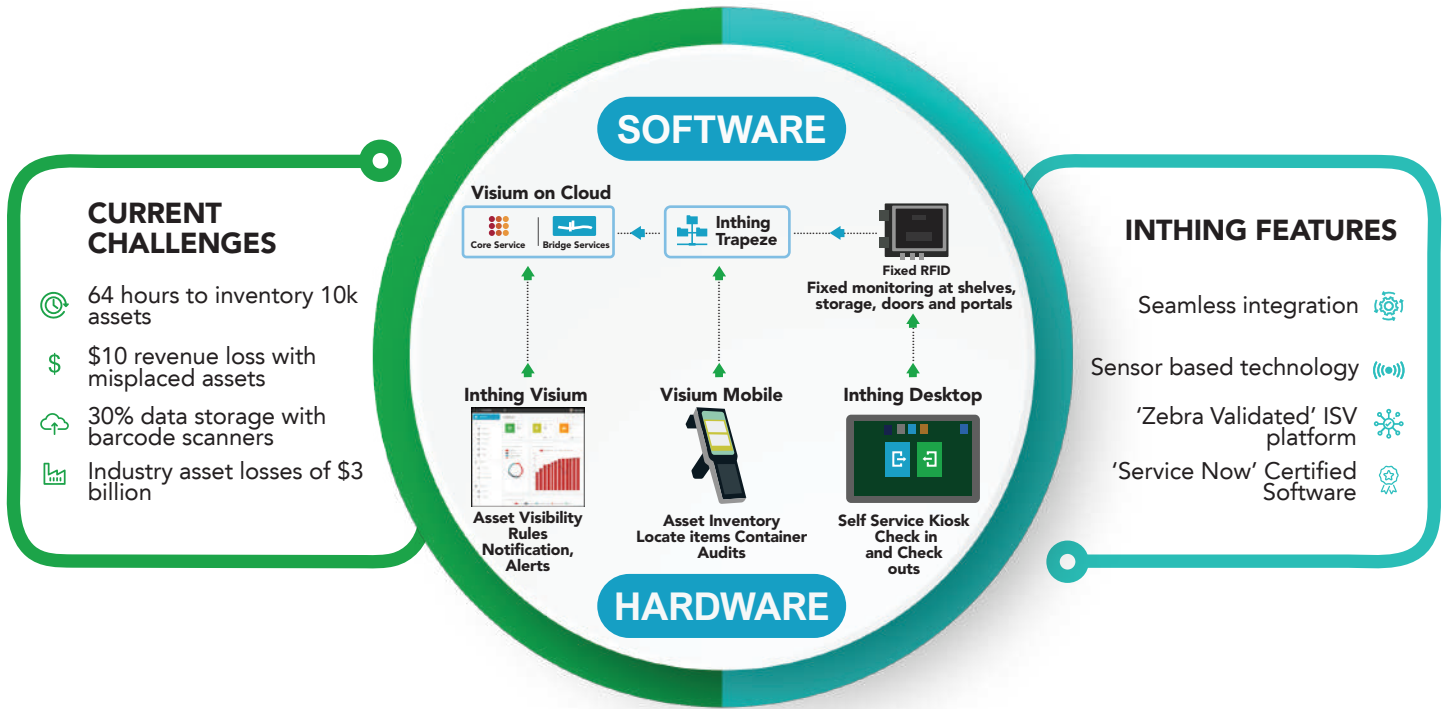 SOFTWARE
CURRENT
CHALLENGES
64 hours to inventory 10k
assets
$10 revenue loss with
misplaced assets
30% data storage with
barcode scanners
Industry asset losses of $3
billion
Visium on Cloud
Core Service
Bridge Services
Inthing
Trapeze
Fixed RFID
Fixed monitoring at shelves,
storage, doors and portals
Inthing Visium
Asset Visibility
Rules
Notification,
Alerts
Visium Mobile
Asset Inventory
Locate items Container
Audits
Inthing Desktop
Self Service Kiosk
Check in
and Check
outs
HARDWARE
INTHING FEATURES
Seamless integration
Sensor based technology
'Zebra Validated' ISV
platform
'Service Now' Certified
Software